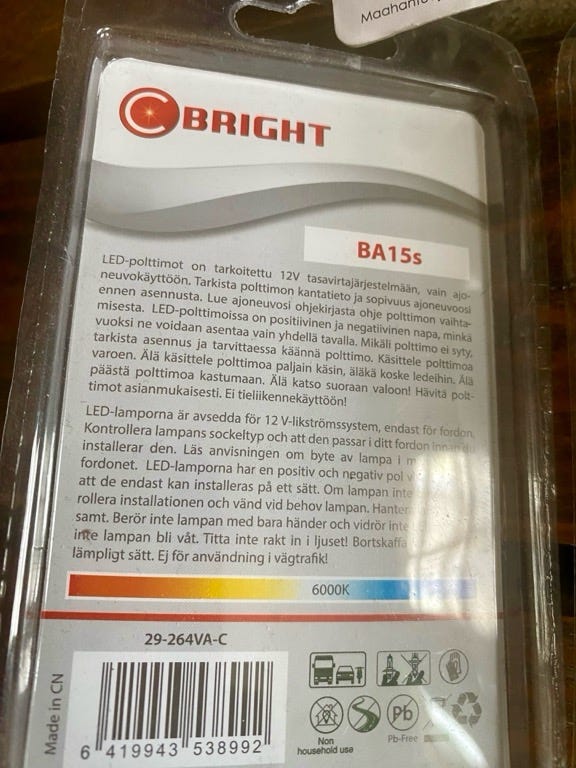 Maahantu
CBRIGHT
BA15s
LED-polttimot on tarkoitettu 12V tasavirtajärjestelmään, vain ajo-
neuvokäyttöön. Tarkista polttimon kantatieto ja sopivuus ajoneuvoosi
ennen asennusta. Lue ajoneuvosi ohjekirjasta ohje polttimon vaihta-
misesta. LED-polttimoissa on positiivinen ja negatiivinen napa, minkä
vuoksi ne voidaan asentaa vain yhdellä tavalla. Mikäli polttimo ei syty,
tarkista asennus ja tarvittaessa käännä polttimo. Käsittele polttimoa
varoen. Älä käsittele polttimoa paljain käsin, äläkä koske ledeihin. Älä
päästä polttimoa kastumaan. Älä katso suoraan valoon! Hävitä polt-
timot asianmukaisesti. Ei tieliikennekäyttöön!
LED-lamporna är avsedda för 12 V-likströmssystem, endast för fordon.
Kontrollera lampans sockeltyp och att den passar i ditt fordon innan du
installerar den. Läs anvisningen om byte av lampa i
fordonet. LED-lamporna har en positiv och negativ pol
att de endast kan installeras på ett sätt. Om lampan inte
rollera installationen och vänd vid behov lampan. Hantera
samt. Berör inte lampan med bara händer och vidrör inte
inte lampan bli våt. Titta inte rakt in i ljuset! Bortskaffa
lämpligt sätt. Ej för användning i vägtrafik!
6000K
29-264VA-C
Made in CN
6 419943 538992
Non
household use
Pb
Pb-Free